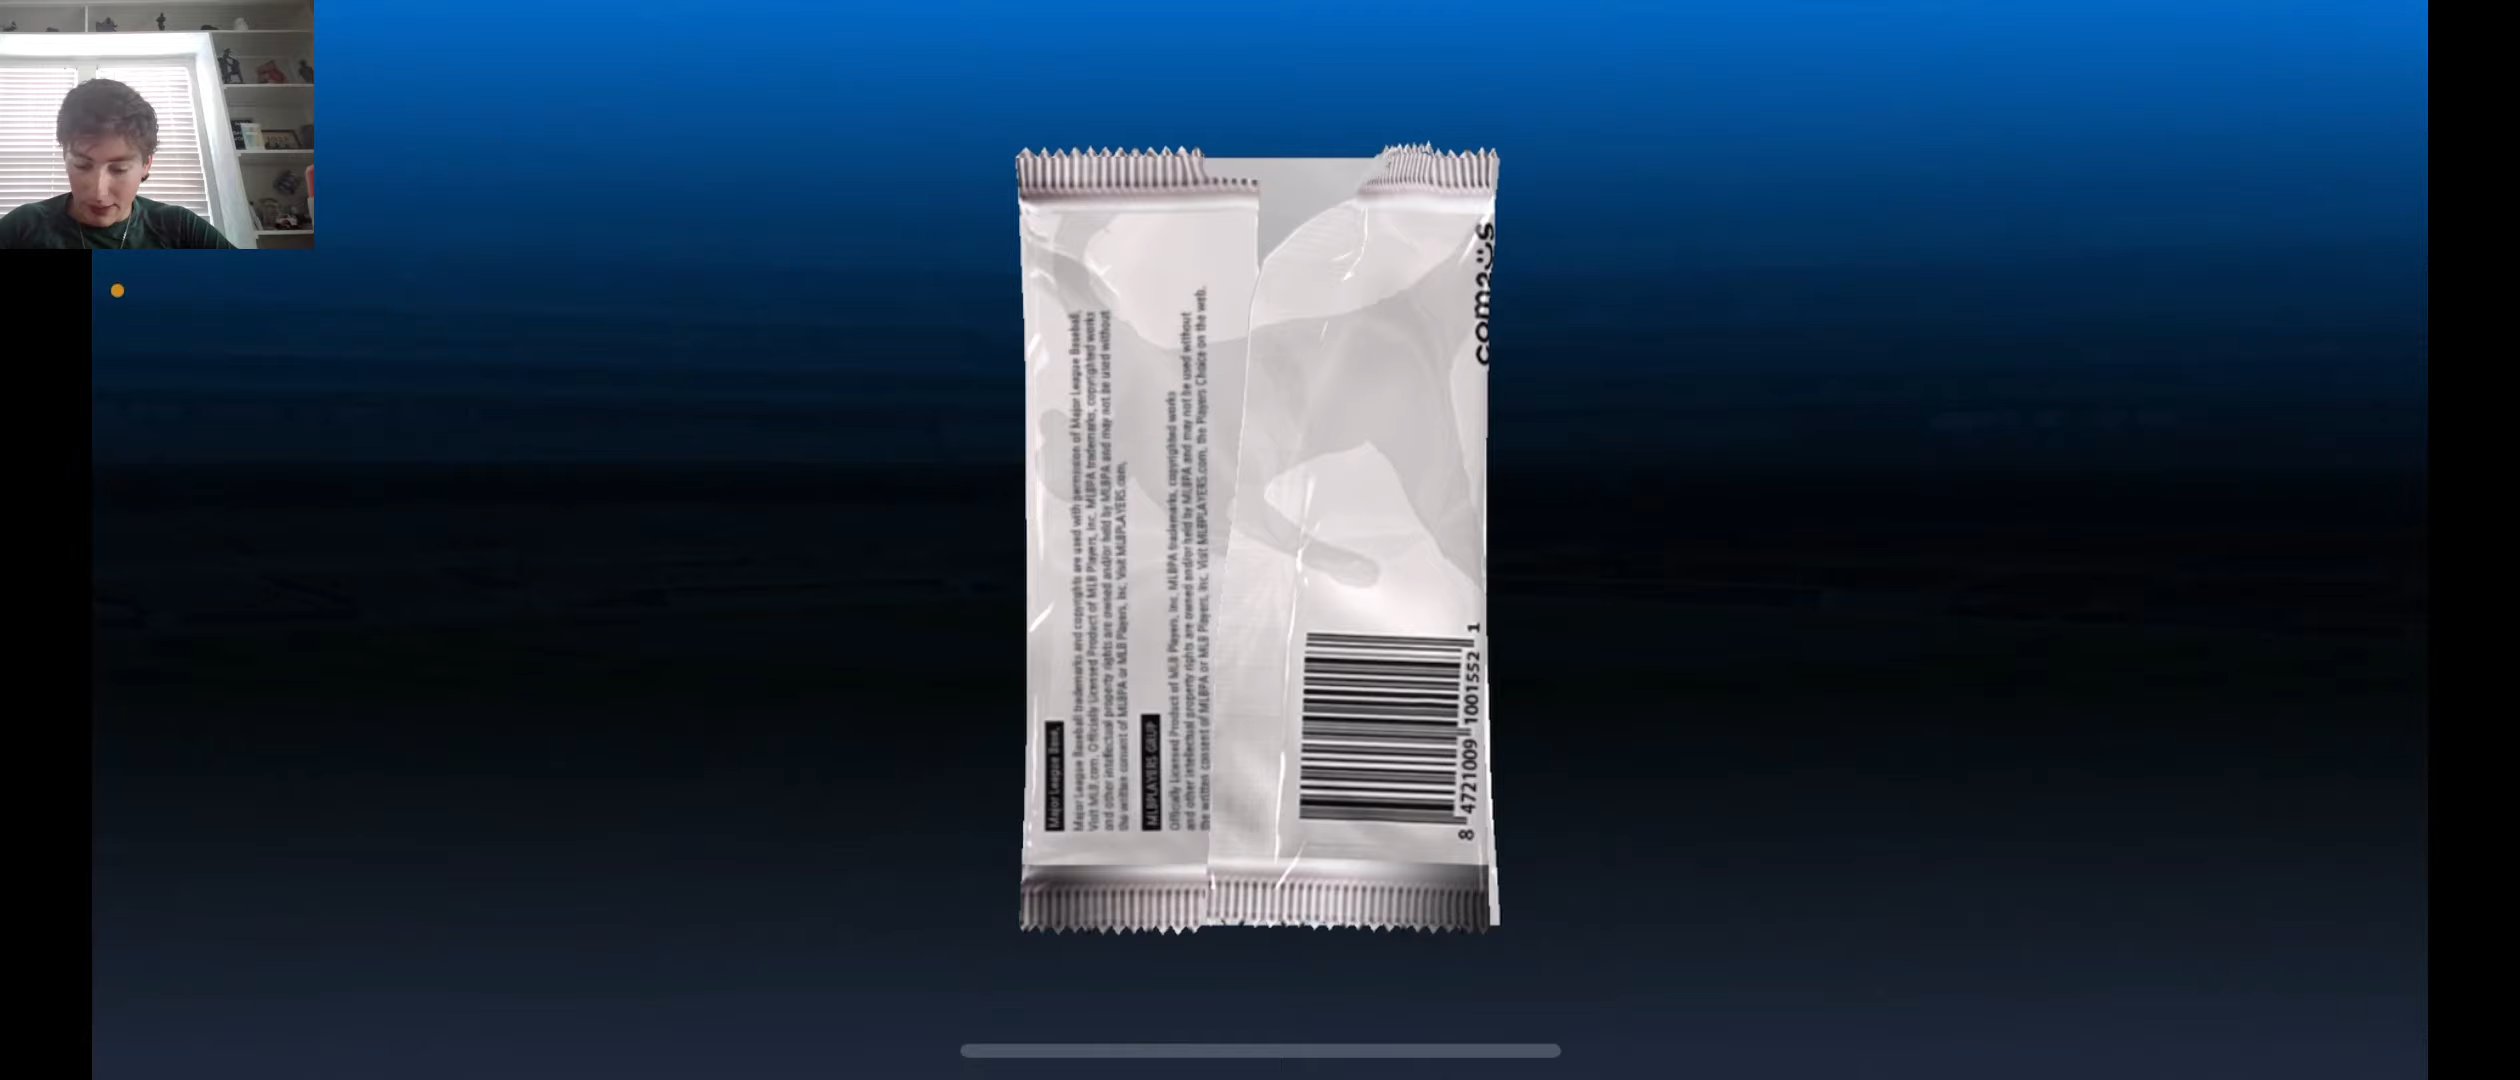 Major League Base,
Major League Baseball trademarks and copyrights are used with permission of Major League Baseball,
Visit MLB.com, Officially Licensed Product of MLB Players, Inc. MLBPA trademarks, copyrighted works
and other intellectual property rights are owned and/or held by MLBPA and may not be used without
the written consent of MLBPA or MLB Players, Inc. Visit MLBPLAYERS.com,
MLBPLAYERS GRUP
Officially Licensed Product of MLB Players, Inc. MLBPA trademarks, copyrighted works
and other intellectual property rights are owned and/or held by MLBPA and may not be used without
the written consent of MLBPA or MLB Players, Inc. Visit MLBPLAYERS.com, the Players Choice on the web.
8 4721009 1001552 1